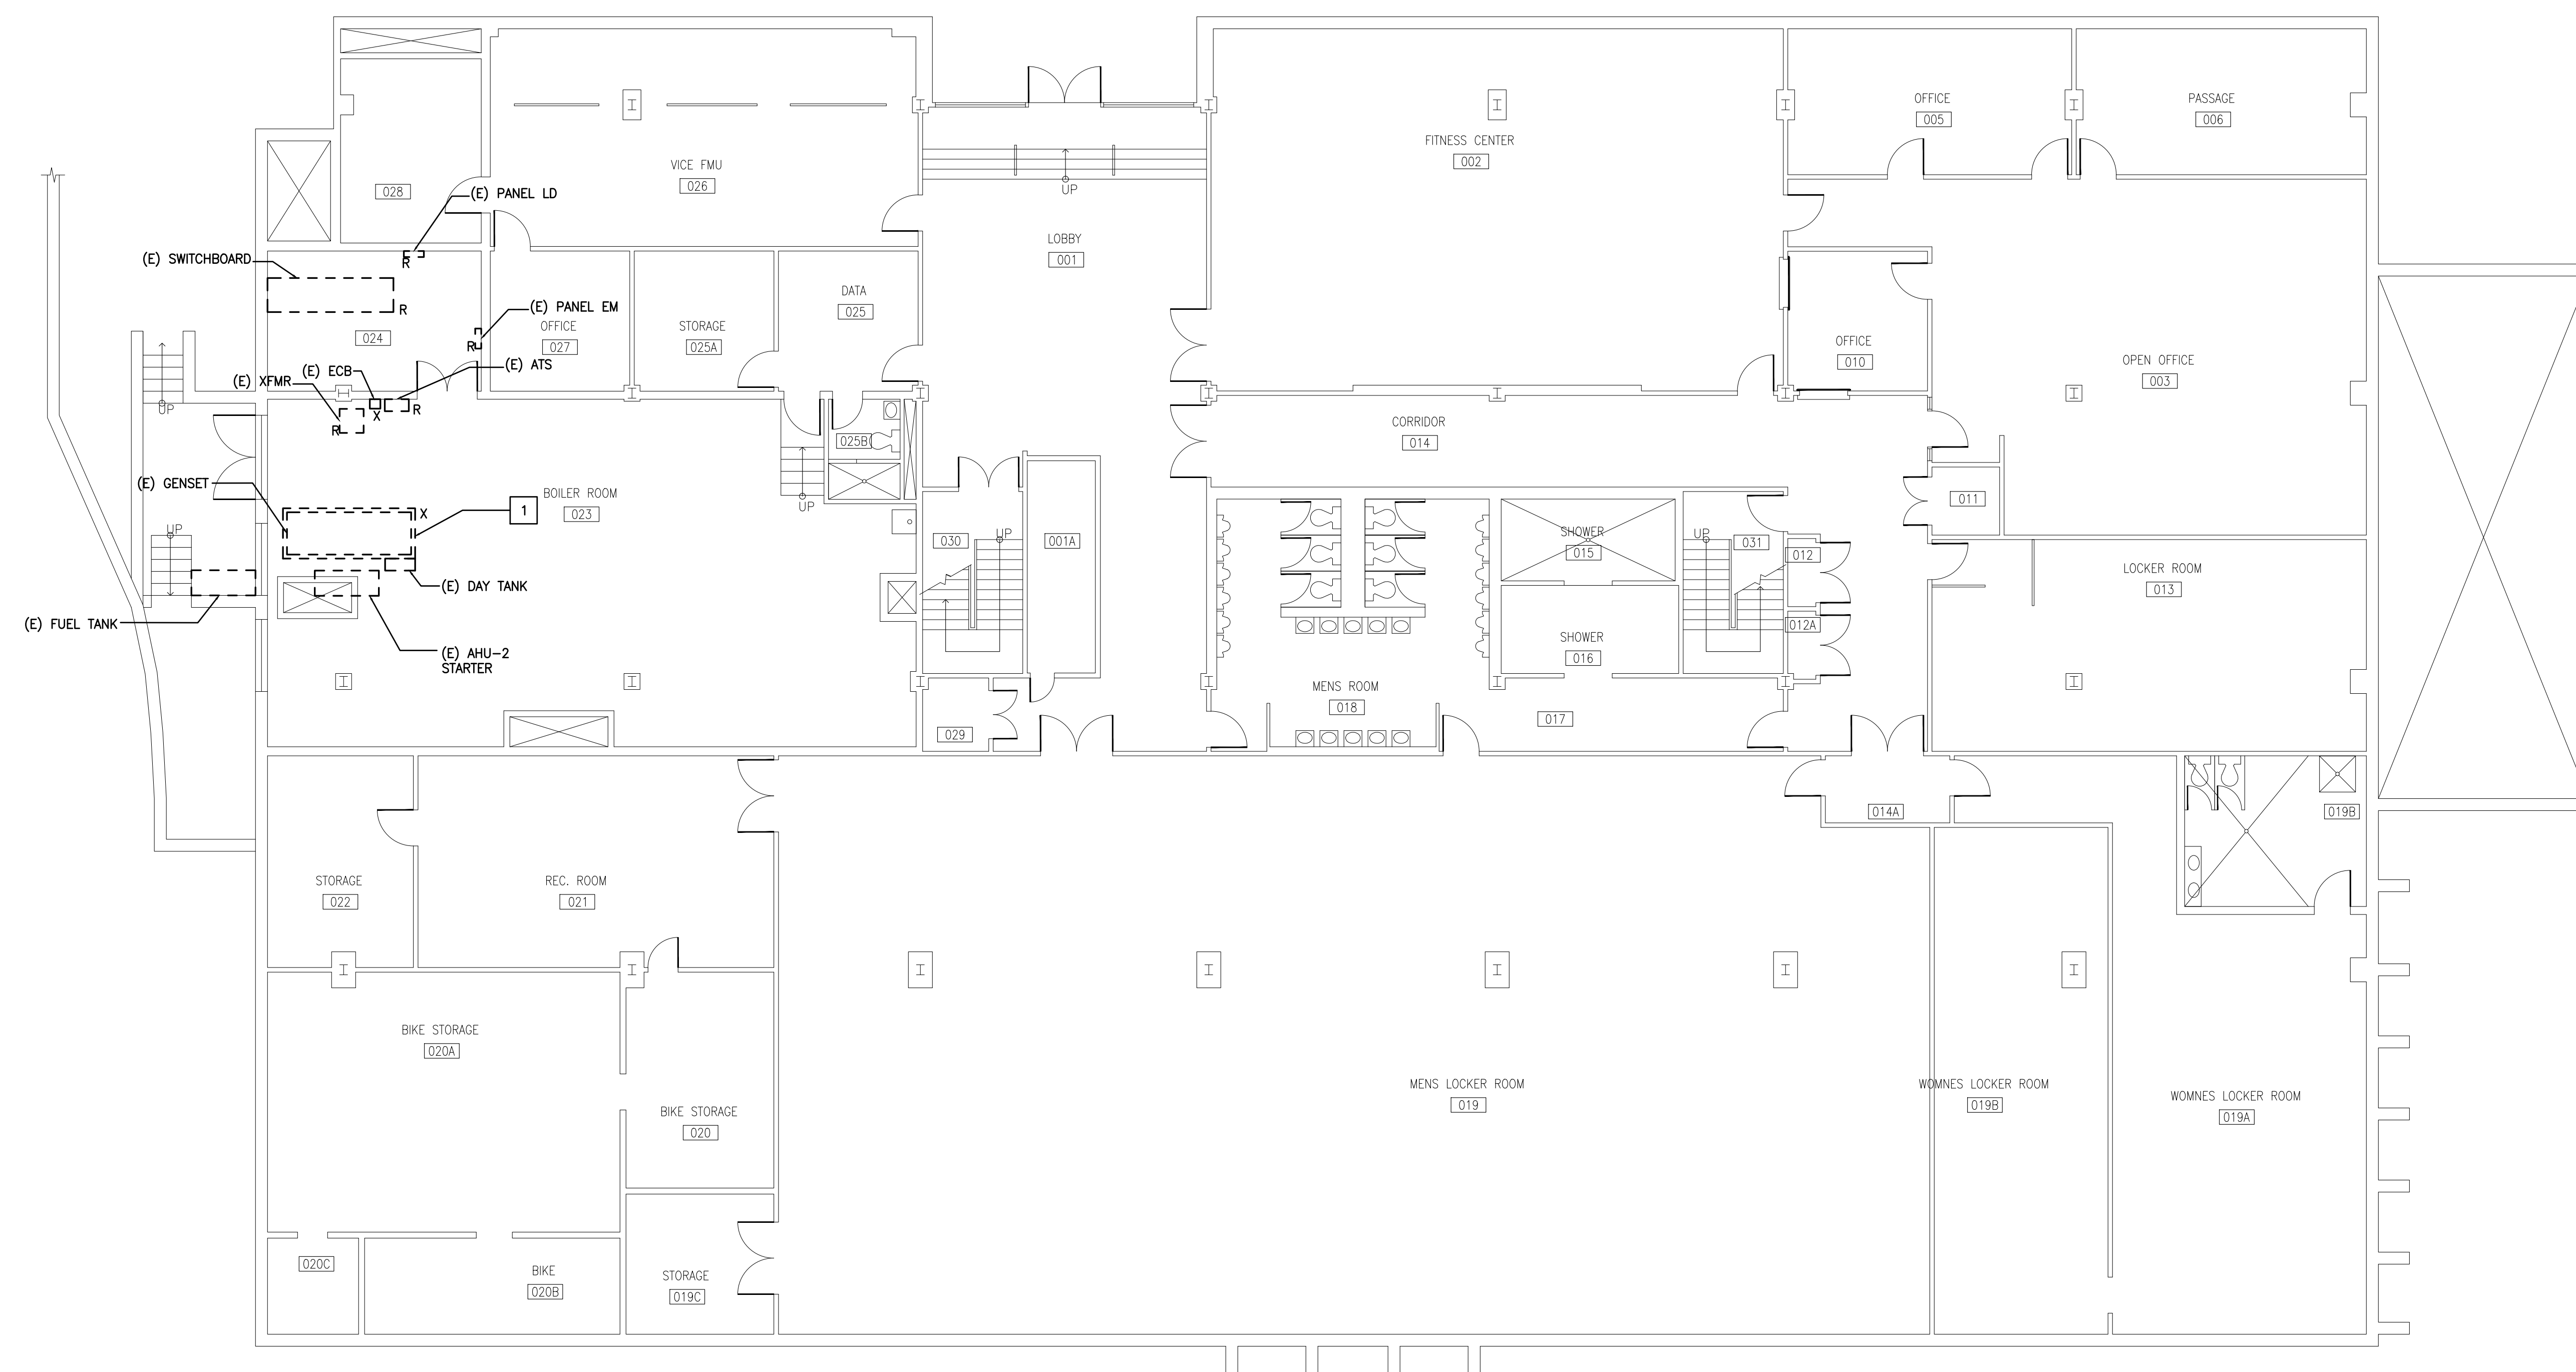 OFFICE
005
PASSAGE
006
FITNESS CENTER
002
VICE FMU
026
028
UP
(E) PANEL LD
LOBBY
001
(E) SWITCHBOARD
R
R
(E) PANEL EM
R
DATA
025
OFFICE
027
STORAGE
025A
024
OFFICE
010
OPEN OFFICE
003
(E) ECB
(E) ATS
(E) XFMR
X
R
R
UP
CORRIDOR
014
025B
(E) GENSET
X
1
BOILER ROOM
023
UP
011
UP
030
UP
001A
SHOWER
015
UP
031
012
LOCKER ROOM
013
(E) DAY TANK
(E) FUEL TANK
012A
(E) AHU-2
STARTER
SHOWER
016
MENS ROOM
018
017
029
014A
019B
STORAGE
022
REC. ROOM
021
BIKE STORAGE
020A
BIKE STORAGE
020
MENS LOCKER ROOM
019
WOMNES LOCKER ROOM
019B
WOMNES LOCKER ROOM
019A
020C
BIKE
020B
STORAGE
019C